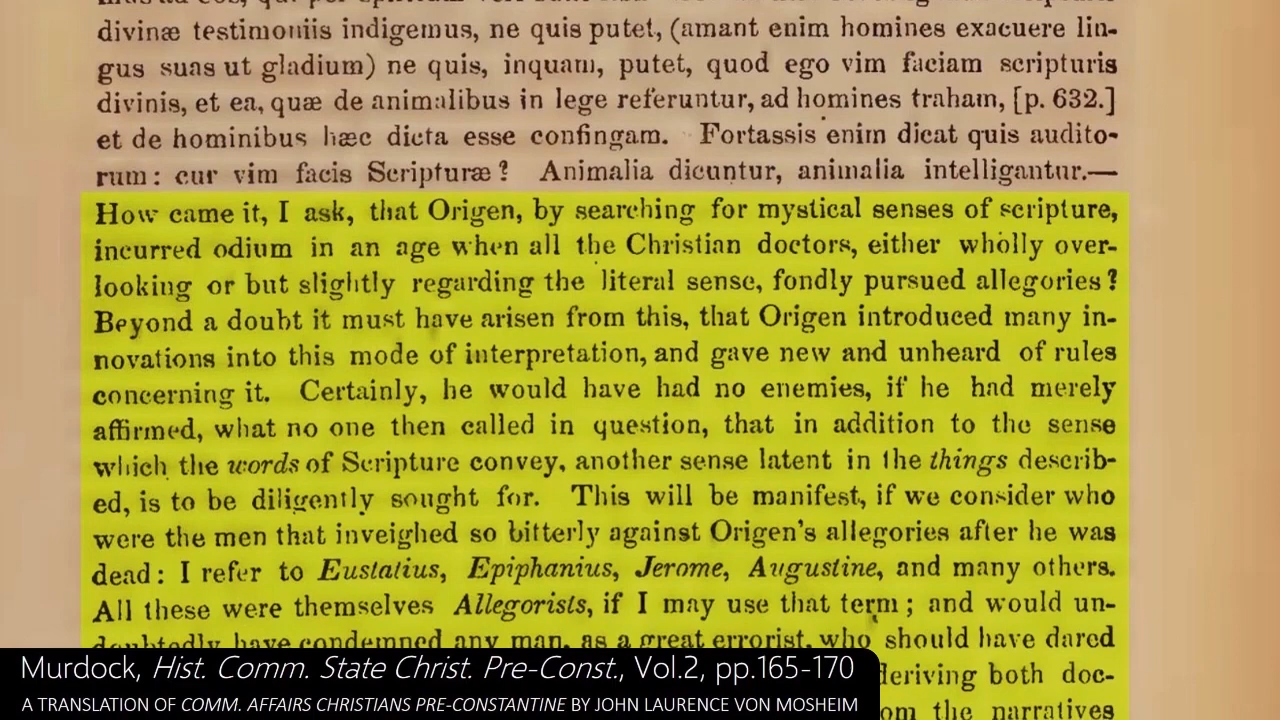 divinæ testimoniis indigemus, ne quis putet, (amant enim homines exacuere lin-
gus suas ut gladium) ne quis, inquam, putet, quod ego vim faciam scripturis
divinis, et ea, quæ de animalibus in lege referuntur, ad homines traham, [p. 632.]
et de hominibus hæc dicta esse confingam. Fortassis enim dicat quis audito-
rum: cur vim facis Scripturæ? Animalia dicuntur, animalia intelligantur.—
How came it, I ask, that Origen, by searching for mystical senses of scripture,
incurred odium in an age when all the Christian doctors, either wholly over-
looking or but slightly regarding the literal sense, fondly pursued allegories?
Beyond a doubt it must have arisen from this, that Origen introduced many in-
novations into this mode of interpretation, and gave new and unheard of rules
concerning it. Certainly, he would have had no enemies, if he had merely
affirmed, what no one then called in question, that in addition to the sense
which the words of Scripture convey, another sense latent in the things describ-
ed, is to be diligently sought for. This will be manifest, if we consider who
were the men that inveighed so bitterly against Origen's allegories after he was
dead: I refer to Eustatius, Epiphanius, Jerome, Augustine, and many others.
All these were themselves Allegorists, if I may use that term; and would un-
doubtedly have condemned any man, as a great errorist, who should have dared
deriving both doc-
the narratives
Murdock, Hist. Comm. State Christ. Pre-Const., Vol.2, pp.165-170
A TRANSLATION OF COMM. AFFAIRS CHRISTIANS PRE-CONSTANTINE BY JOHN LAURENCE VON MOSHEIM